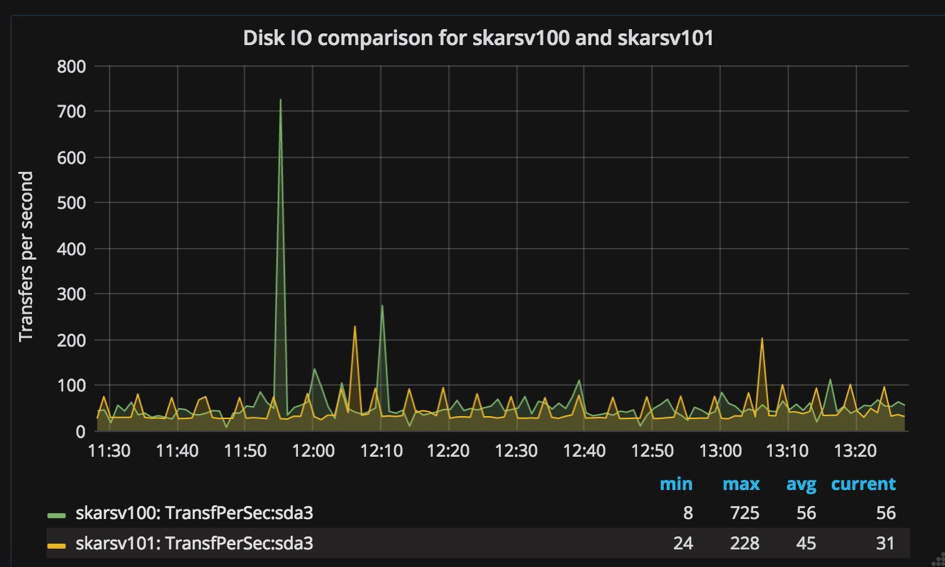 Disk IO comparison for skarsv100 and skarsv101
Transfers per second
800
700
600
500
400
300
200
100
0
11:30 11:40 11:50 12:00 12:10 12:20 12:30 12:40 12:50 13:00 13:10 13:20
min max avg current
skarsv100: TransfPerSec:sda3 8 725 56 56
skarsv101: TransfPerSec:sda3 24 228 45 31